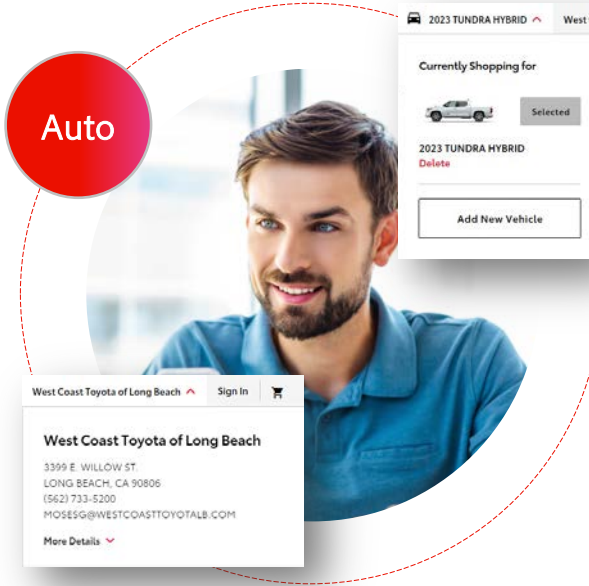 2023 TUNDRA HYBRID
West
Currently Shopping for
Selected
2023 TUNDRA HYBRID
Delete
Add New Vehicle
Auto
West Coast Toyota of Long Beach
Sign In
West Coast Toyota of Long Beach
3399 E. WILLOW ST.
LONG BEACH, CA 90806
(562) 733-5200
MOSESG@WESTCOASTTOYOTALB.COM
More Details